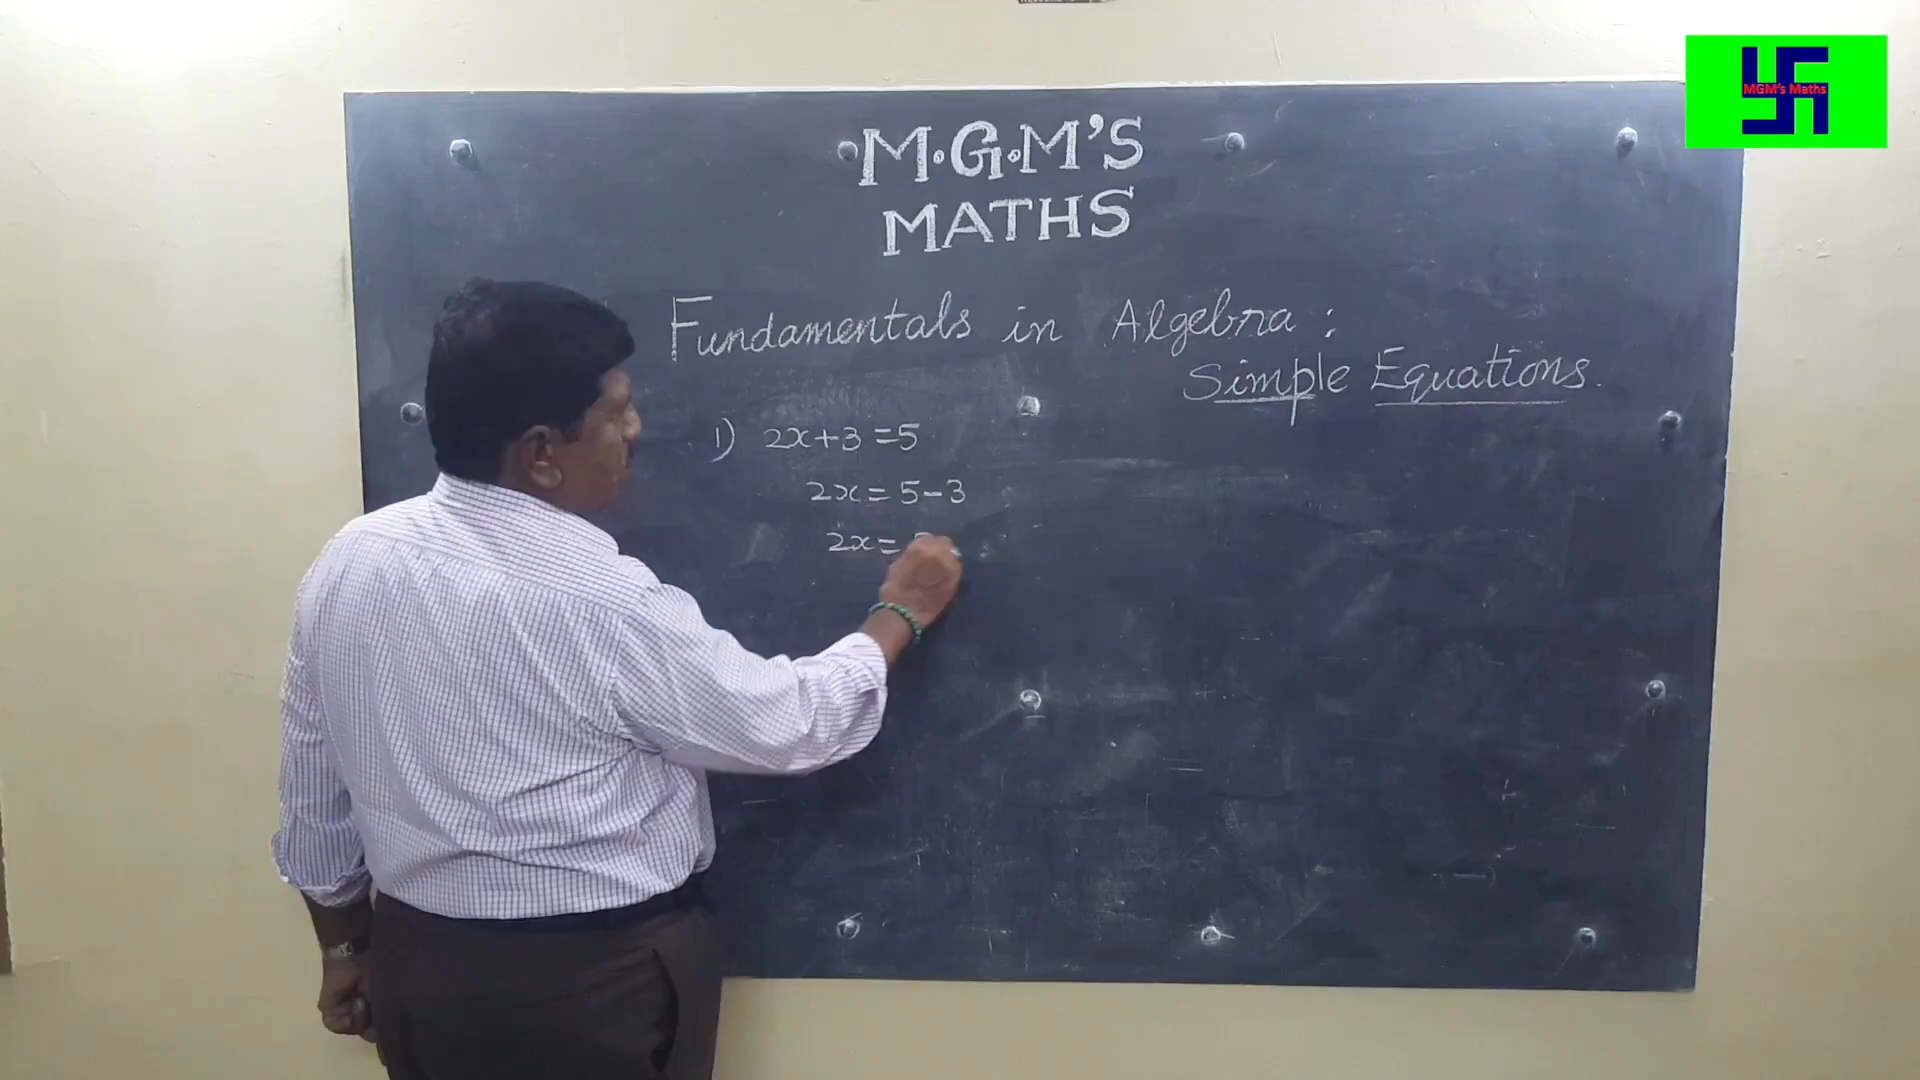 MGM's Maths
M.G.M'S
MATHS
Fundamentals in Algebra :
Simple Equations.
1) 2x+3 =5
2x = 5-3
2x =